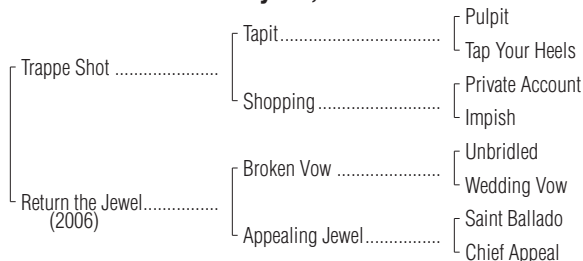 Pulpit
Tapit..............................
Tap Your Heels
Trappe Shot .....................
Private Account
Shopping.........................
Impish
Unbridled
Broken Vow .....................
Wedding Vow
Return the Jewel...............
(2006)
Saint Ballado
Appealing Jewel...............
Chief Appeal